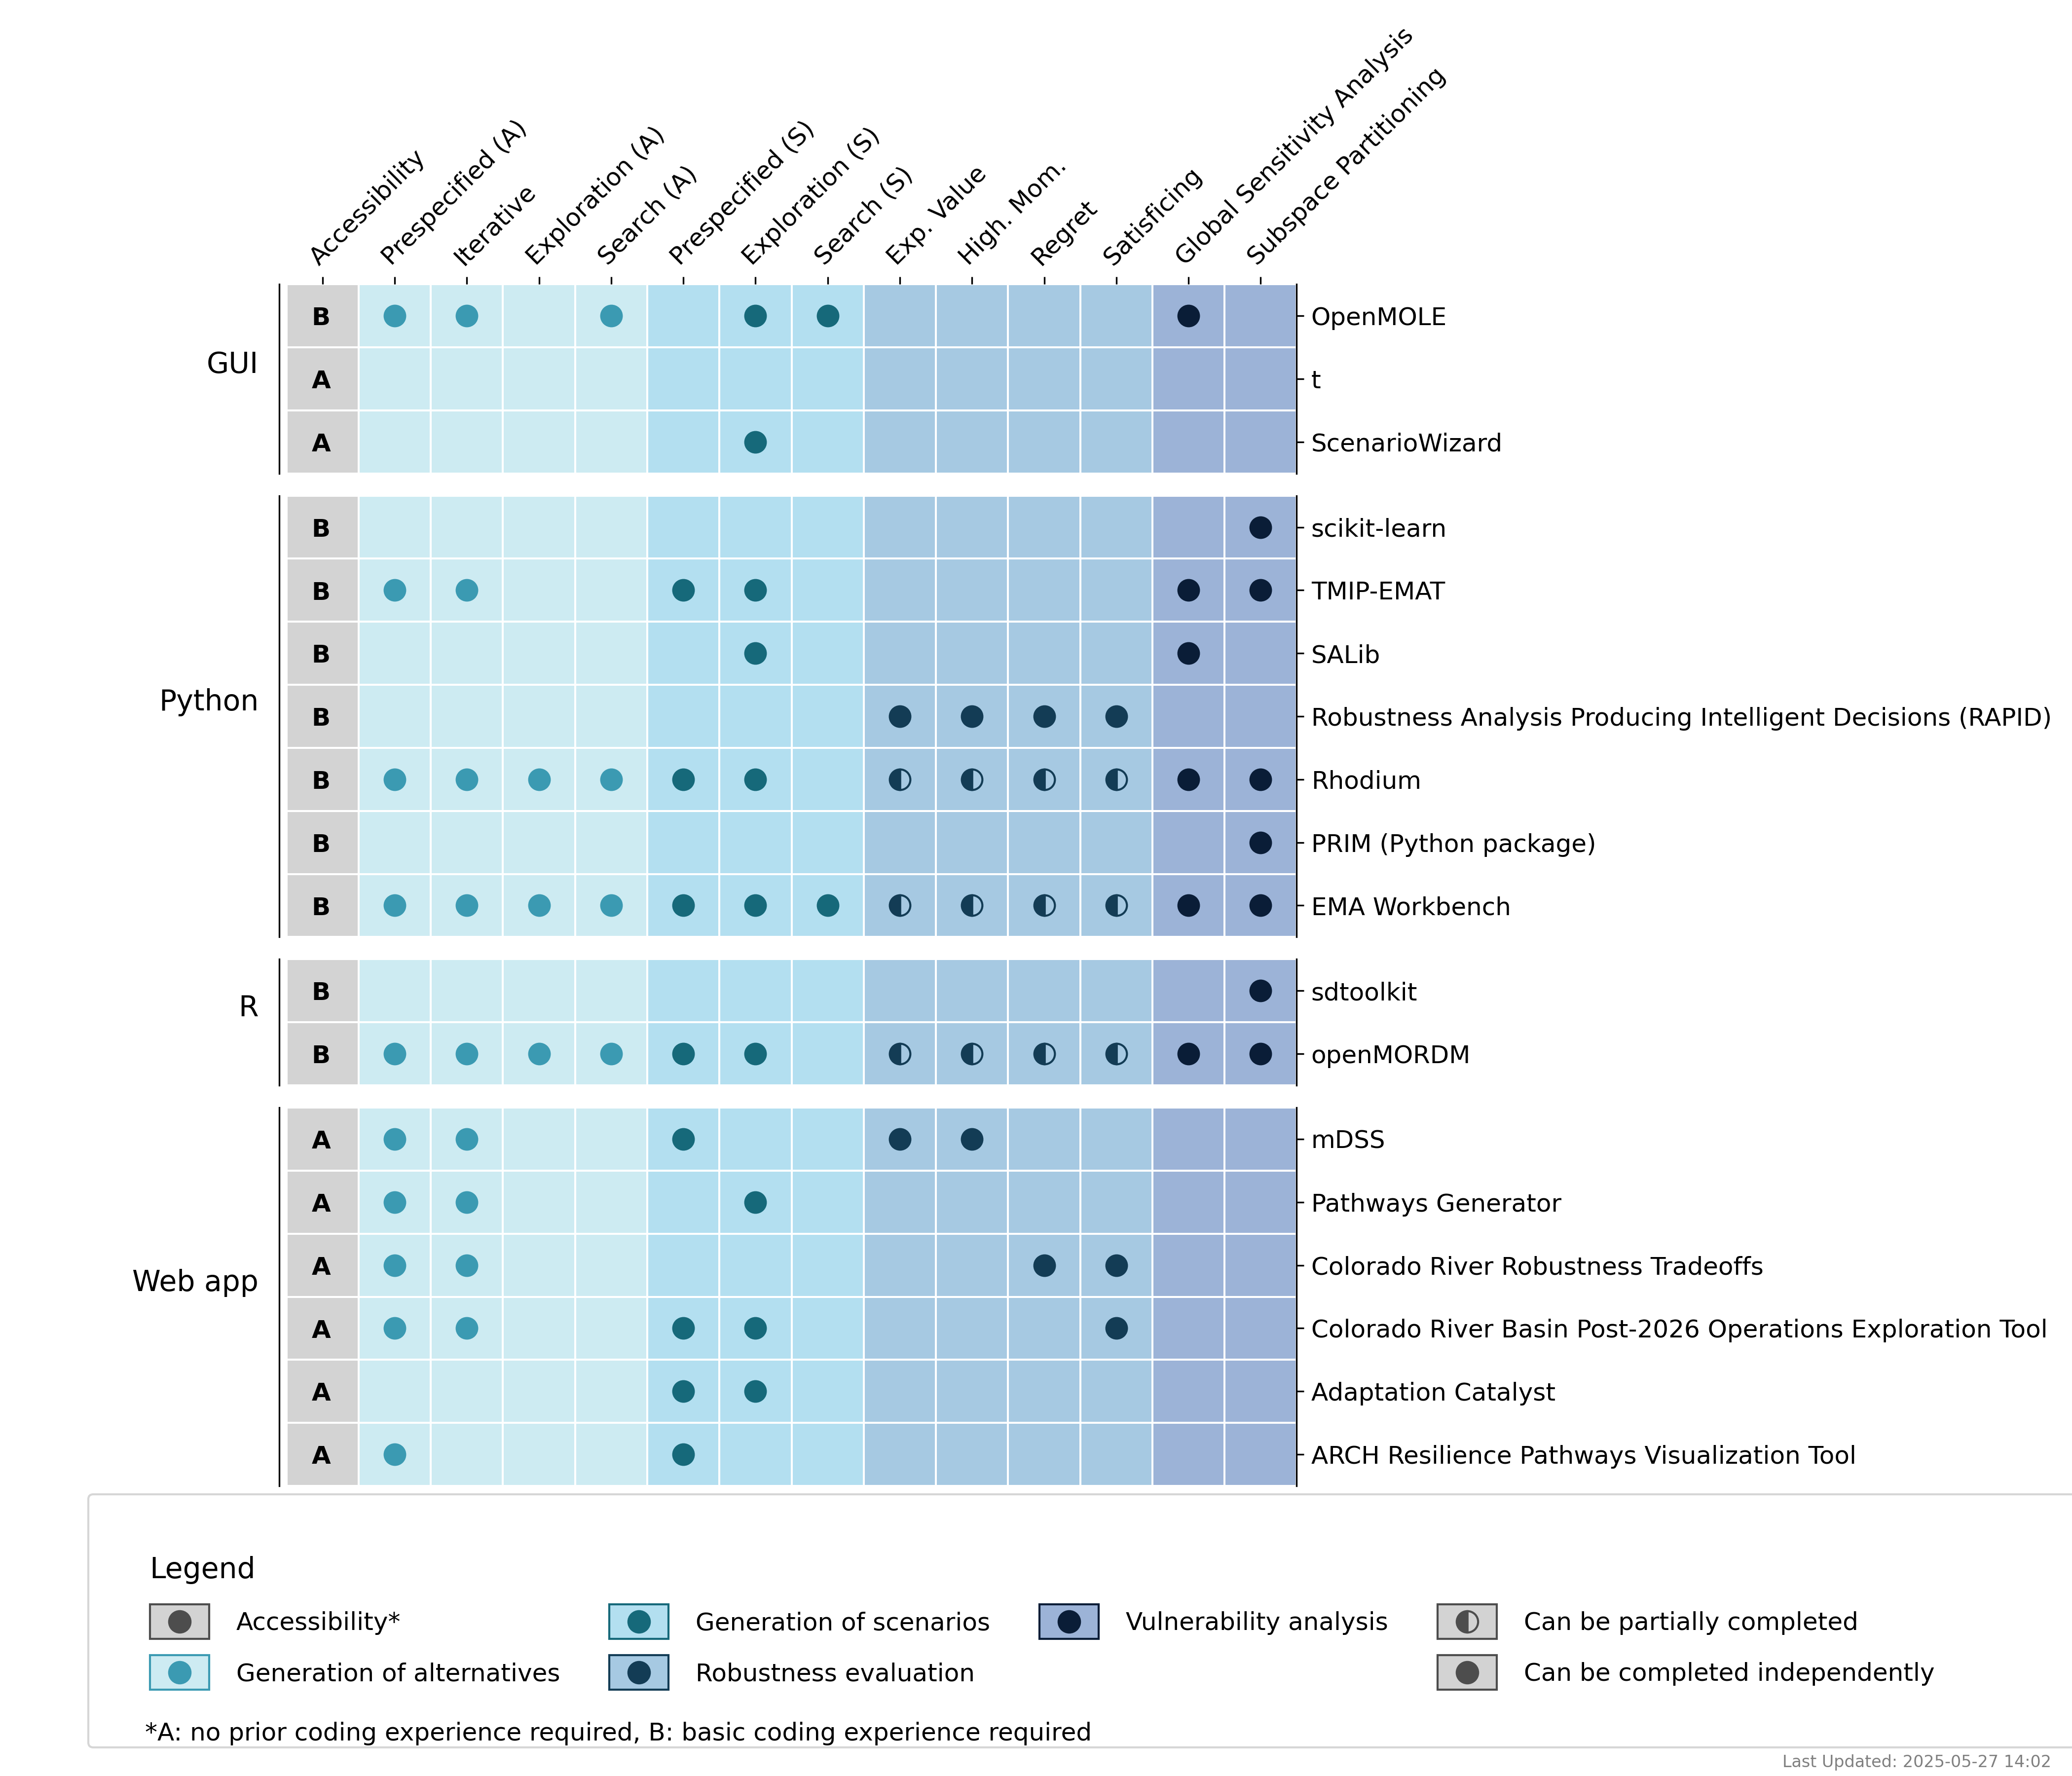 Accessibility
Prespecified (A)
Iterative
Exploration (A)
Search (A)
Prespecified (S)
Exploration (S)
Search (S)
Exp. Value
High. Mom.
Regret
Satisficing
Global Sensitivity Analysis
Subspace Partitioning
GUI
B OpenMOLE
A t
A ScenarioWizard
Python
B scikit-learn
B TMIP-EMAT
B SALib
B Robustness Analysis Producing Intelligent Decisions (RAPID)
B Rhodium
B PRIM (Python package)
B EMA Workbench
R
B sdtoolkit
B openMORDM
Web app
A mDSS
A Pathways Generator
A Colorado River Robustness Tradeoffs
A Colorado River Basin Post-2026 Operations Exploration Tool
A Adaptation Catalyst
A ARCH Resilience Pathways Visualization Tool
Legend
Accessibility* Generation of scenarios Vulnerability analysis Can be partially completed
Generation of alternatives Robustness evaluation Can be completed independently
*A: no prior coding experience required, B: basic coding experience required
Last Updated: 2025-05-27 14:02